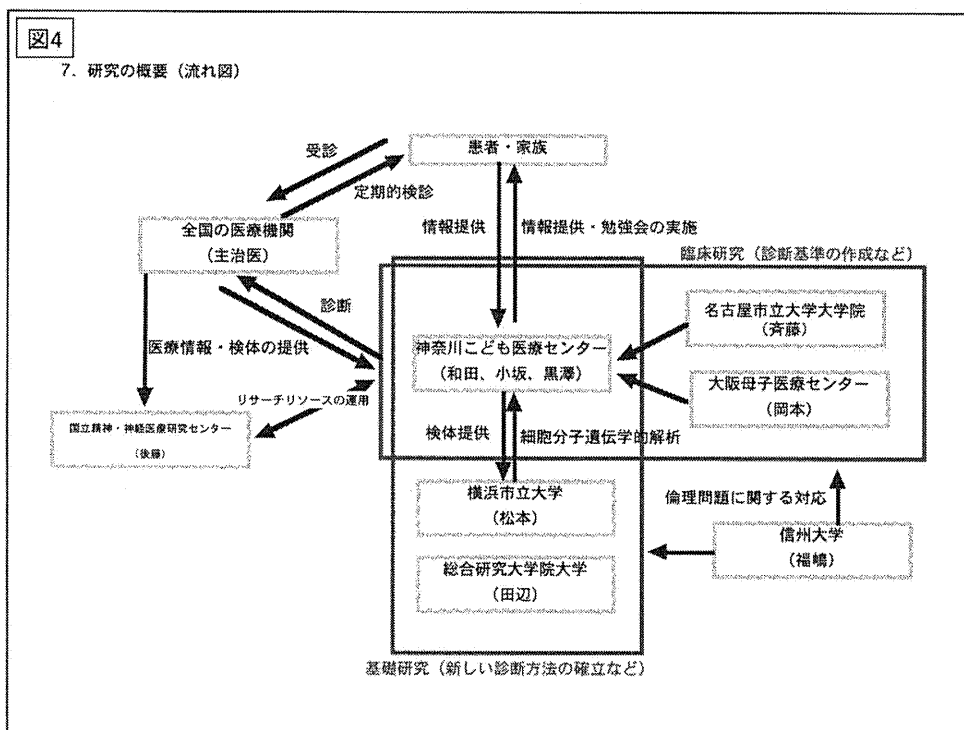 図4
7. 研究の概要（流れ図）
受診
患者・家族
定期的検診
全国の医療機関
（主治医）
情報提供
情報提供・勉強会の実施
臨床研究（診断基準の作成など）
診断
名古屋市立大学大学院
（斉藤）
医療情報・検体の提供
神奈川こども医療センター
（和田、小坂、黒澤）
大阪母子医療センター
（岡本）
リサーチリソースの運用
国立精神・神経医療研究センター
（後藤）
検体提供
細胞分子遺伝学的解析
横浜市立大学
（松本）
倫理問題に関する対応
信州大学
（福嶋）
総合研究大学院大学
（田辺）
基礎研究（新しい診断方法の確立など）